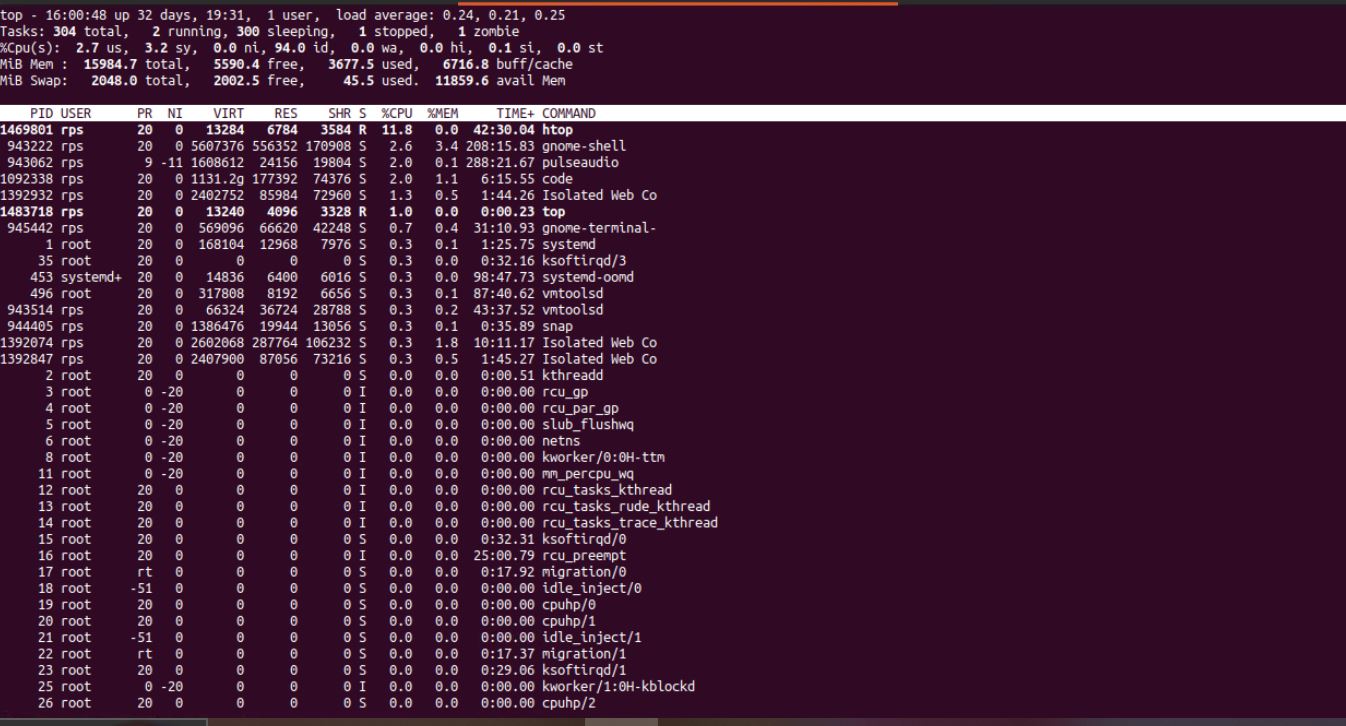 top - 16:00:48 up 32 days, 19:31,  1 user,  load average: 0.24, 0.21, 0.25
Tasks: 304 total,   2 running, 300 sleeping,   1 stopped,   1 zombie
%Cpu(s):  2.7 us,  3.2 sy,  0.0 ni, 94.0 id,  0.0 wa,  0.0 hi,  0.1 si,  0.0 st
MiB Mem :  15984.7 total,   5590.4 free,   3677.5 used,   6716.8 buff/cache
MiB Swap:   2048.0 total,   2002.5 free,     45.5 used.  11859.6 avail Mem
PID USER      PR  NI    VIRT    RES    SHR S  %CPU  %MEM     TIME+ COMMAND
1469801 rps       20   0   13284   6784   3584 R  11.8   0.0  42:30.04 htop
943222 rps       20   0 5607376 556352 170908 S   2.6   3.4 208:15.83 gnome-shell
943062 rps        9 -11 1608612  24156  19804 S   2.0   0.1 288:21.67 pulseaudio
1092338 rps       20   0 1131.2g 177392  74376 S   2.0   1.1   6:15.55 code
1392932 rps       20   0 2402752  85984  72960 S   1.3   0.5   1:44.26 Isolated Web Co
1483718 rps       20   0   13240   4096   3328 R   1.0   0.0   0:00.23 top
945442 rps       20   0  569096  66620  42248 S   0.7   0.4  31:10.93 gnome-terminal-
1 root      20   0  168104  12968   7976 S   0.3   0.1   1:25.75 systemd
35 root      20   0       0      0      0 S   0.3   0.0   0:32.16 ksoftirqd/3
453 systemd+  20   0   14836   6400   6016 S   0.3   0.0  98:47.73 systemd-oomd
496 root      20   0  317808   8192   6656 S   0.3   0.1  87:40.62 vmtoolsd
943514 rps       20   0   66324  36724  28788 S   0.3   0.2  43:37.52 vmtoolsd
944405 rps       20   0 1386476  19944  13056 S   0.3   0.1   0:35.89 snap
1392074 rps       20   0 2602068 287764 106232 S   0.3   1.8  10:11.17 Isolated Web Co
1392847 rps       20   0 2407900  87056  73216 S   0.3   0.5   1:45.27 Isolated Web Co
2 root      20   0       0      0      0 S   0.0   0.0   0:00.51 kthreadd
3 root       0 -20       0      0      0 I   0.0   0.0   0:00.00 rcu_gp
4 root       0 -20       0      0      0 I   0.0   0.0   0:00.00 rcu_par_gp
5 root       0 -20       0      0      0 I   0.0   0.0   0:00.00 slub_flushwq
6 root       0 -20       0      0      0 I   0.0   0.0   0:00.00 netns
8 root       0 -20       0      0      0 I   0.0   0.0   0:00.00 kworker/0:0H-ttm
11 root       0 -20       0      0      0 I   0.0   0.0   0:00.00 mm_percpu_wq
12 root      20   0       0      0      0 I   0.0   0.0   0:00.00 rcu_tasks_kthread
13 root      20   0       0      0      0 I   0.0   0.0   0:00.00 rcu_tasks_rude_kthread
14 root      20   0       0      0      0 I   0.0   0.0   0:00.00 rcu_tasks_trace_kthread
15 root      20   0       0      0      0 S   0.0   0.0   0:32.31 ksoftirqd/0
16 root      20   0       0      0      0 I   0.0   0.0  25:00.79 rcu_preempt
17 root      rt   0       0      0      0 S   0.0   0.0   0:17.92 migration/0
18 root     -51   0       0      0      0 S   0.0   0.0   0:00.00 idle_inject/0
19 root      20   0       0      0      0 S   0.0   0.0   0:00.00 cpuhp/0
20 root      20   0       0      0      0 S   0.0   0.0   0:00.00 cpuhp/1
21 root     -51   0       0      0      0 S   0.0   0.0   0:00.00 idle_inject/1
22 root      rt   0       0      0      0 S   0.0   0.0   0:17.37 migration/1
23 root      20   0       0      0      0 S   0.0   0.0   0:29.06 ksoftirqd/1
25 root       0 -20       0      0      0 I   0.0   0.0   0:00.00 kworker/1:0H-kblockd
26 root      20   0       0      0      0 S   0.0   0.0   0:00.00 cpuhp/2